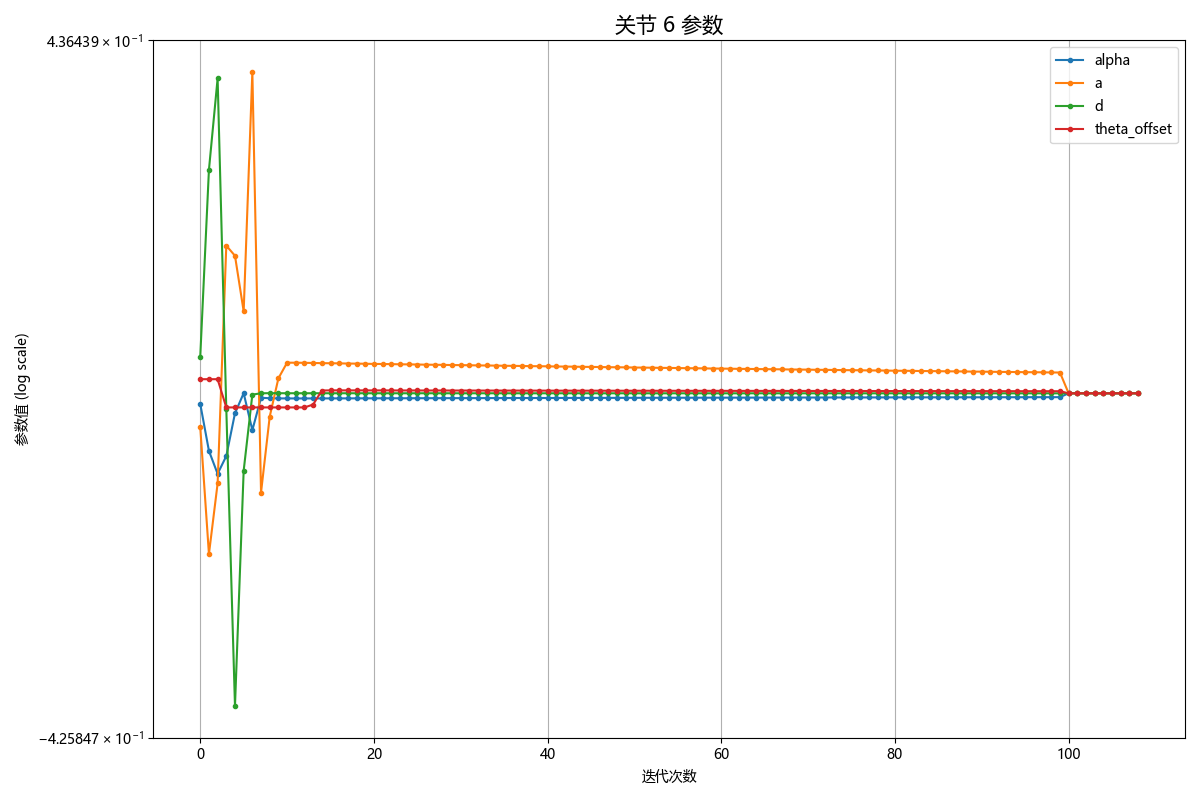 关节 6 参数
4.36439 × 10⁻¹
参数值 (log scale)
−4.25847 × 10⁻¹
alpha
a
d
theta_offset
0 20 40 60 80 100
迭代次数